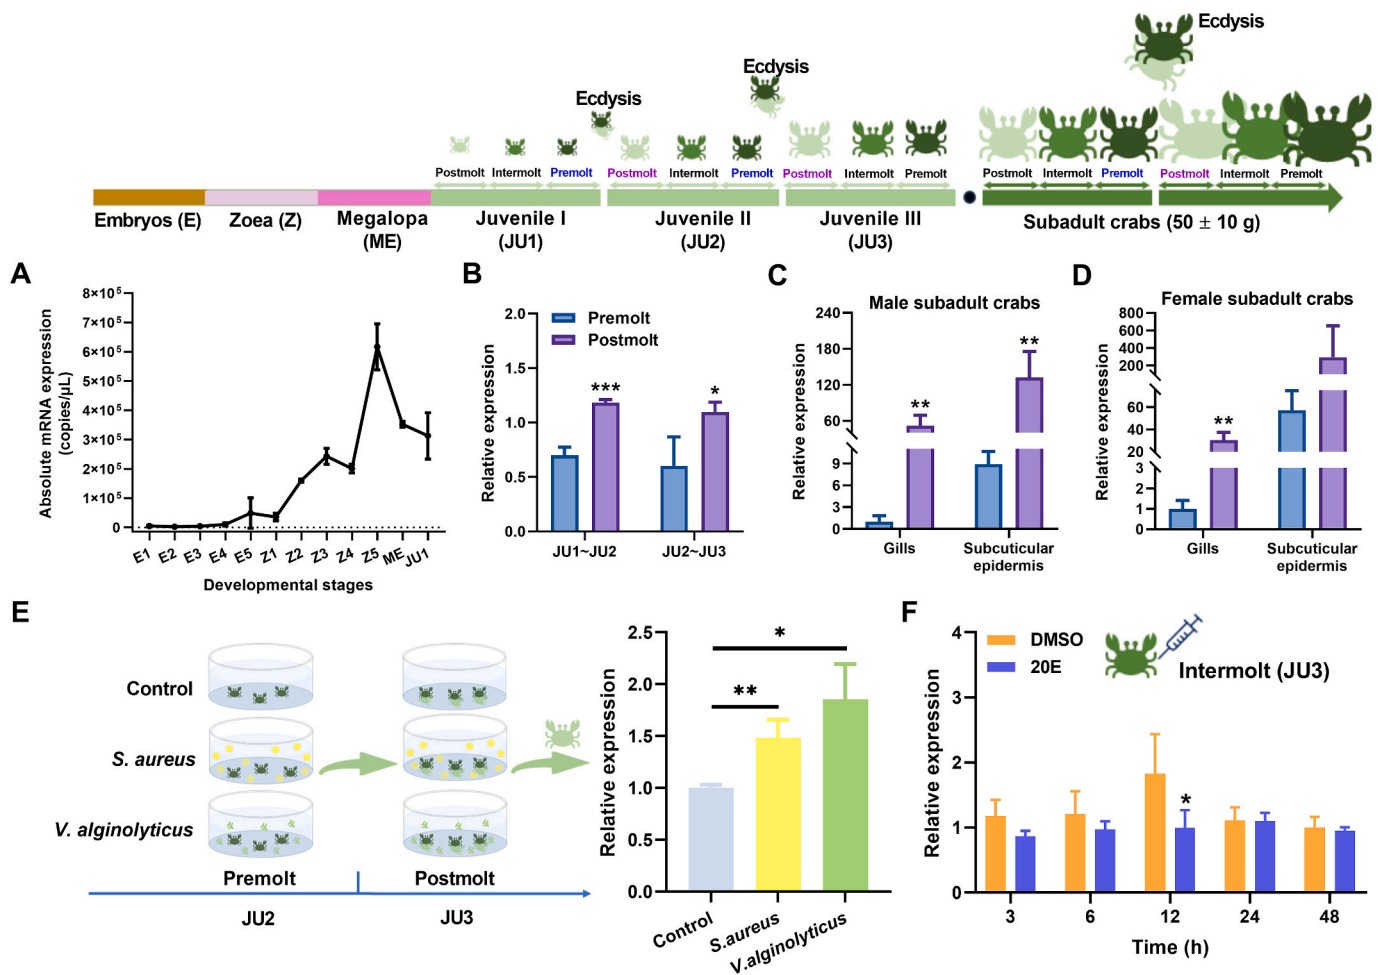 Ecdysis
Ecdysis
Ecdysis
Postmolt Intermolt Premolt Postmolt Intermolt Premolt Postmolt Intermolt Premolt Postmolt Intermolt Premolt Postmolt Intermolt Premolt
Embryos (E) Zoea (Z) Megalopa (ME) Juvenile I (JU1) Juvenile II (JU2) Juvenile III (JU3) Subadult crabs (50 ± 10 g)
A
Absolute mRNA expression
(copies/μL)
8×10⁵
7×10⁵
6×10⁵
5×10⁵
4×10⁵
3×10⁵
2×10⁵
1×10⁵
0
E1 E2 E3 E4 E5 Z1 Z2 Z3 Z4 Z5 ME JU1
Developmental stages
B
Relative expression
2.0
1.5
1.0
0.5
0.0
Premolt
Postmolt
***
*
JU1~JU2 JU2~JU3
C
Male subadult crabs
Relative expression
240
180
120
60
9
6
3
0
**
**
Gills Subcuticular
epidermis
D
Female subadult crabs
Relative expression
800
600
400
200
60
40
20
3
2
1
0
**
Gills Subcuticular
epidermis
E
Control
S. aureus
V. alginolyticus
Premolt Postmolt
JU2 JU3
Relative expression
2.5
2.0
1.5
1.0
0.5
0.0
*
**
Control S.aureus V.alginolyticus
F
Relative expression
4
3
2
1
0
DMSO
20E
Intermolt (JU3)
*
3 6 12 24 48
Time (h)